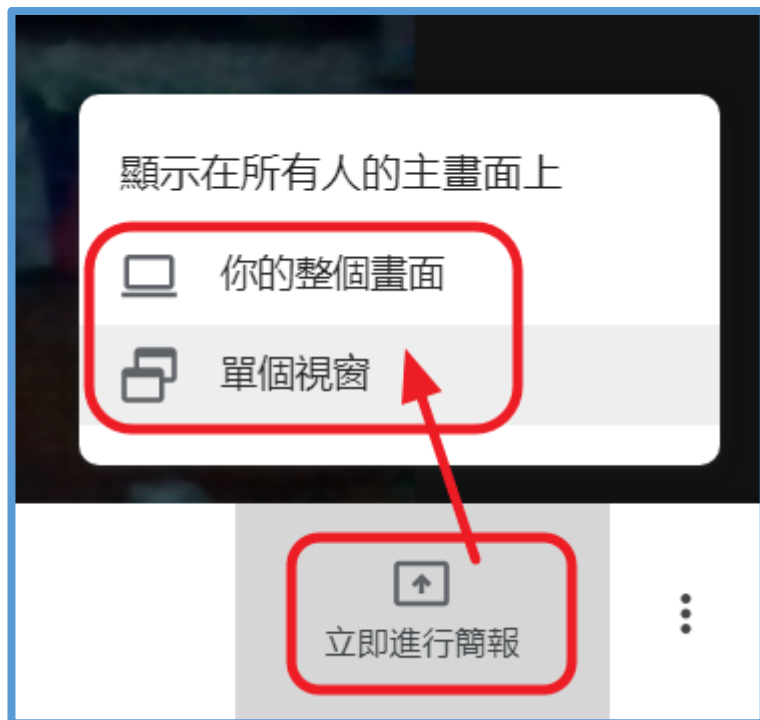 顯示在所有人的主畫面上
你的整個畫面
單個視窗
立即進行簡報